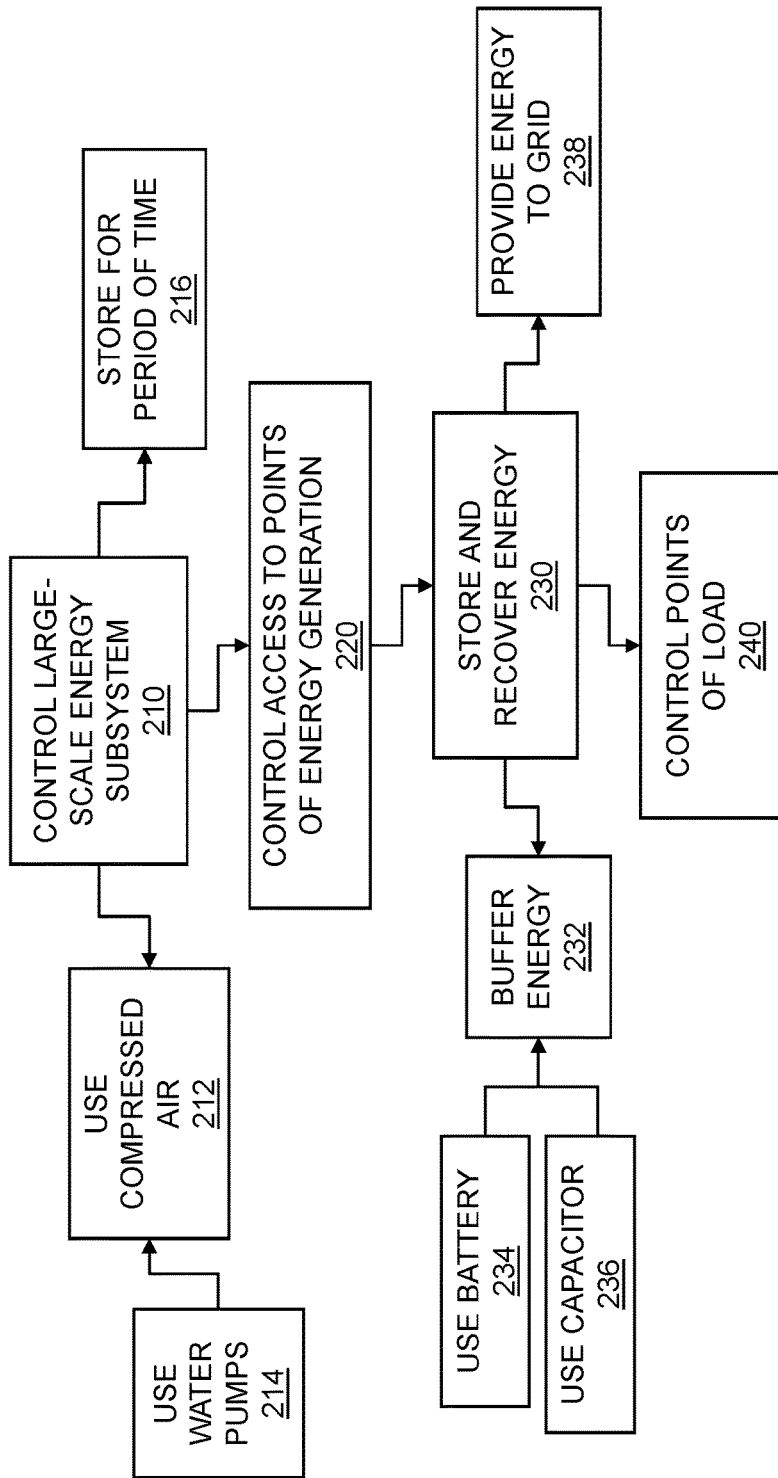 CONTROL LARGE-
SCALE ENERGY
SUBSYSTEM
210
USE
COMPRESSED
AIR
212
USE
WATER
PUMPS
214
STORE FOR
PERIOD OF TIME
216
CONTROL ACCESS TO POINTS
OF ENERGY GENERATION
220
STORE AND
RECOVER ENERGY
230
BUFFER
ENERGY
232
USE BATTERY
234
USE CAPACITOR
236
PROVIDE ENERGY
TO GRID
238
CONTROL POINTS
OF LOAD
240